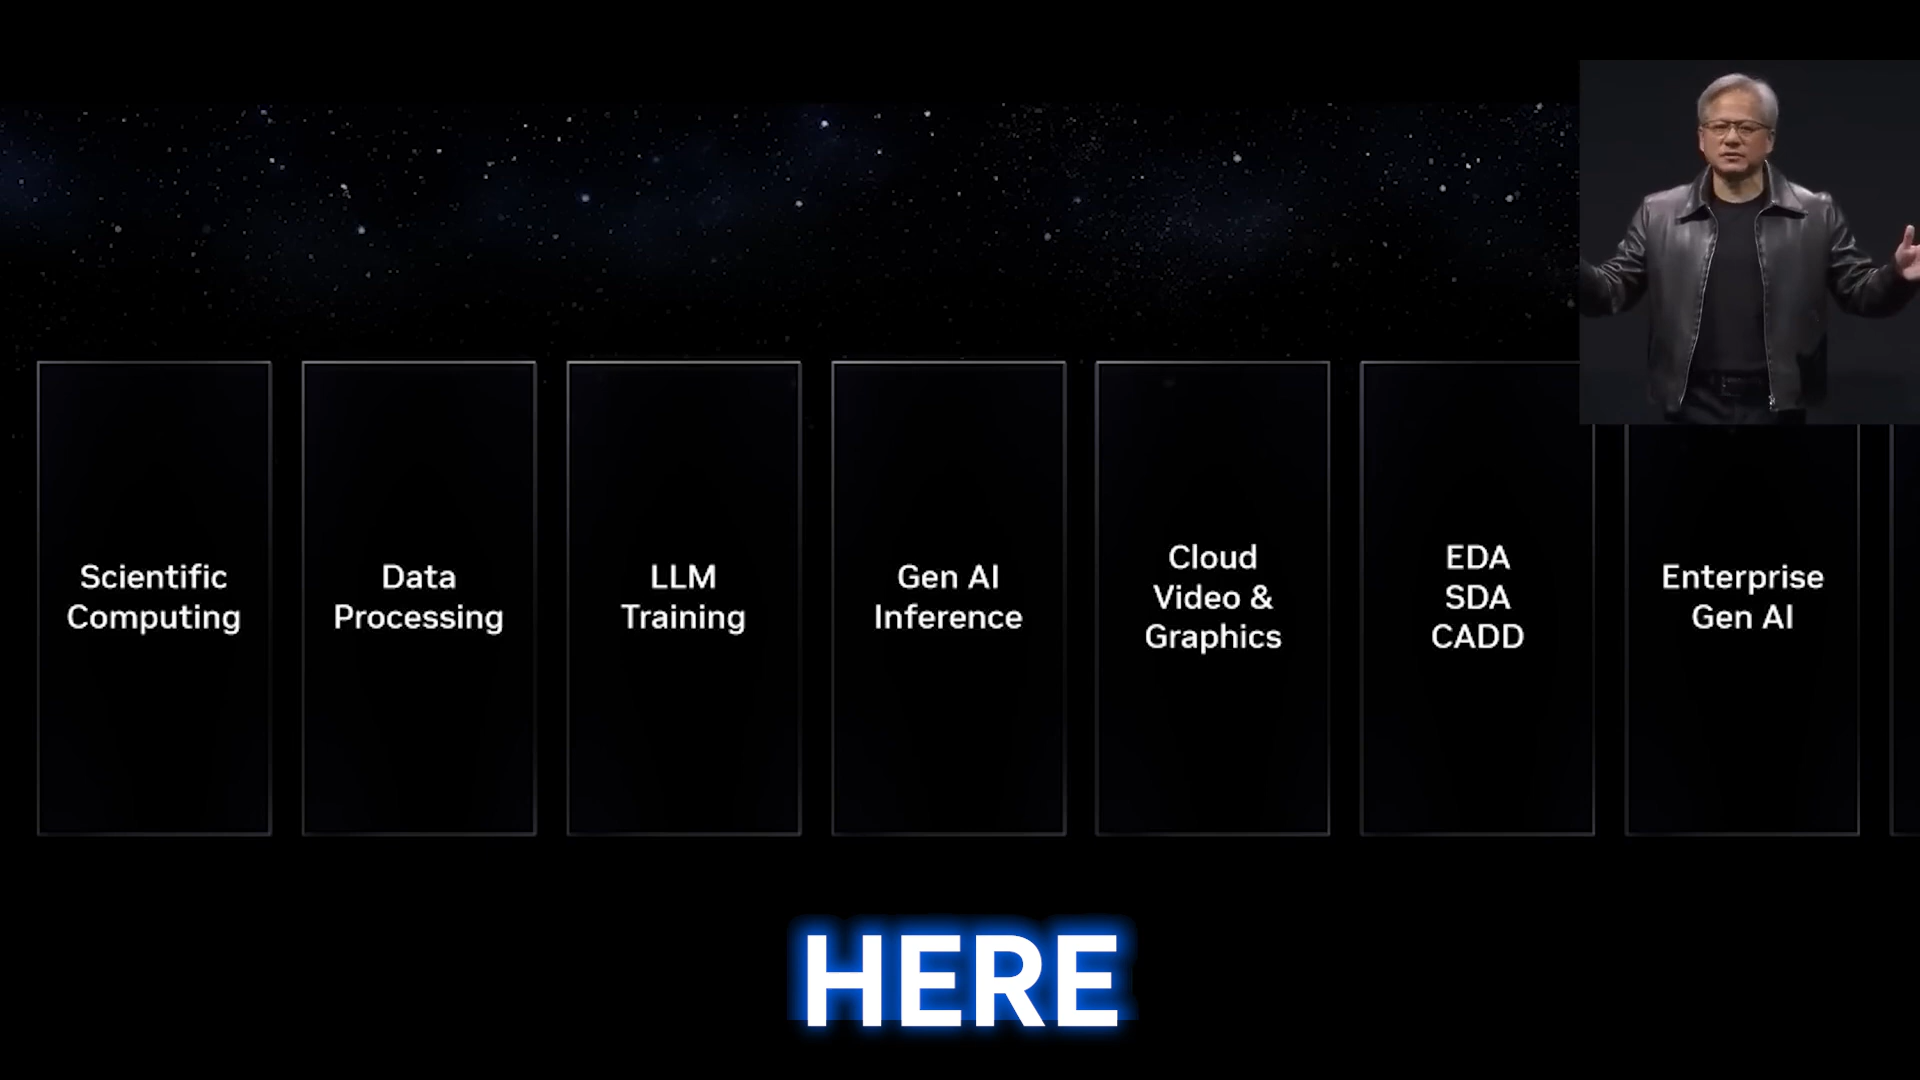 Scientific
Computing
Data
Processing
LLM
Training
Gen AI
Inference
Cloud
Video &
Graphics
EDA
SDA
CADD
Enterprise
Gen AI
HERE